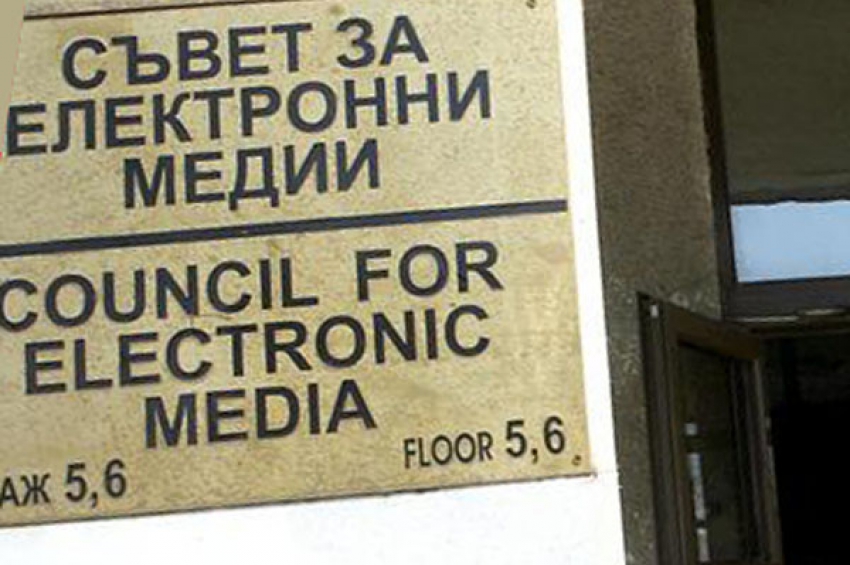 СЪВЕТ ЗА
ЕЛЕКТРОННИ
МЕДИИ
COUNCIL FOR
ELECTRONIC
MEDIA
FLOOR 5,6
АЖ 5,6